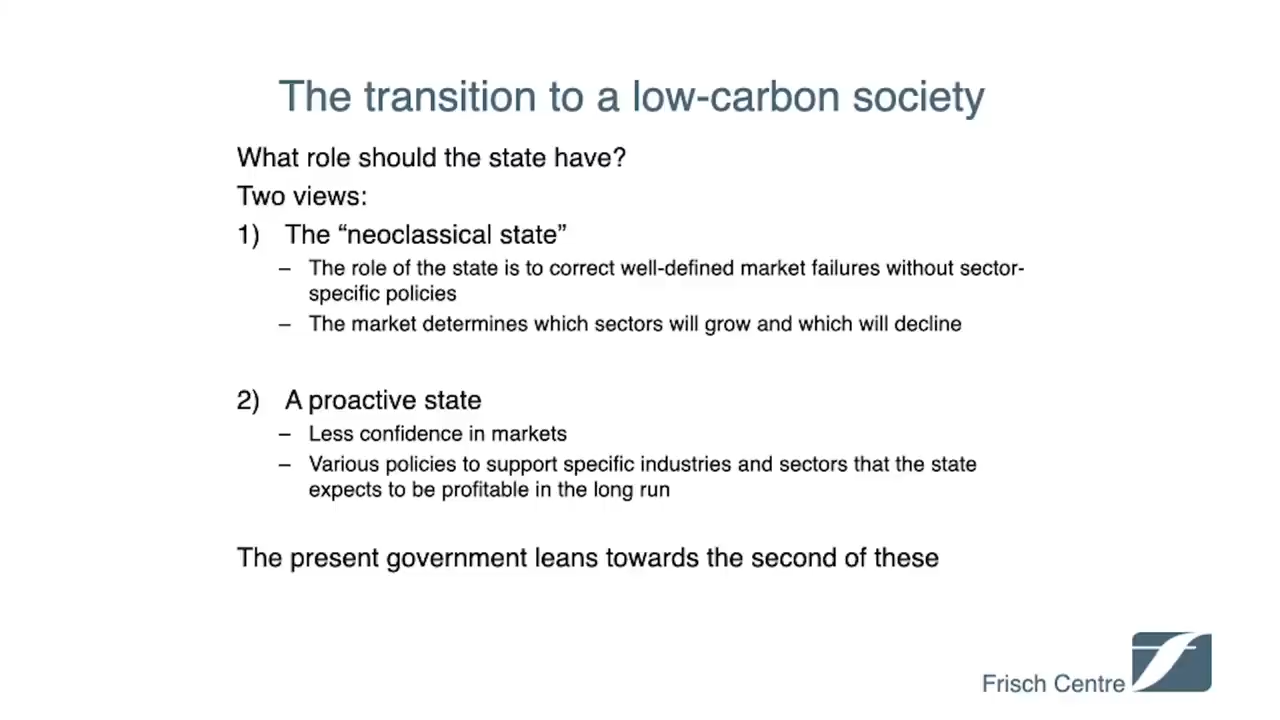 The transition to a low-carbon society
What role should the state have?
Two views:
1) The “neoclassical state”
– The role of the state is to correct well-defined market failures without sector-
specific policies
– The market determines which sectors will grow and which will decline
2) A proactive state
– Less confidence in markets
– Various policies to support specific industries and sectors that the state
expects to be profitable in the long run
The present government leans towards the second of these
Frisch Centre